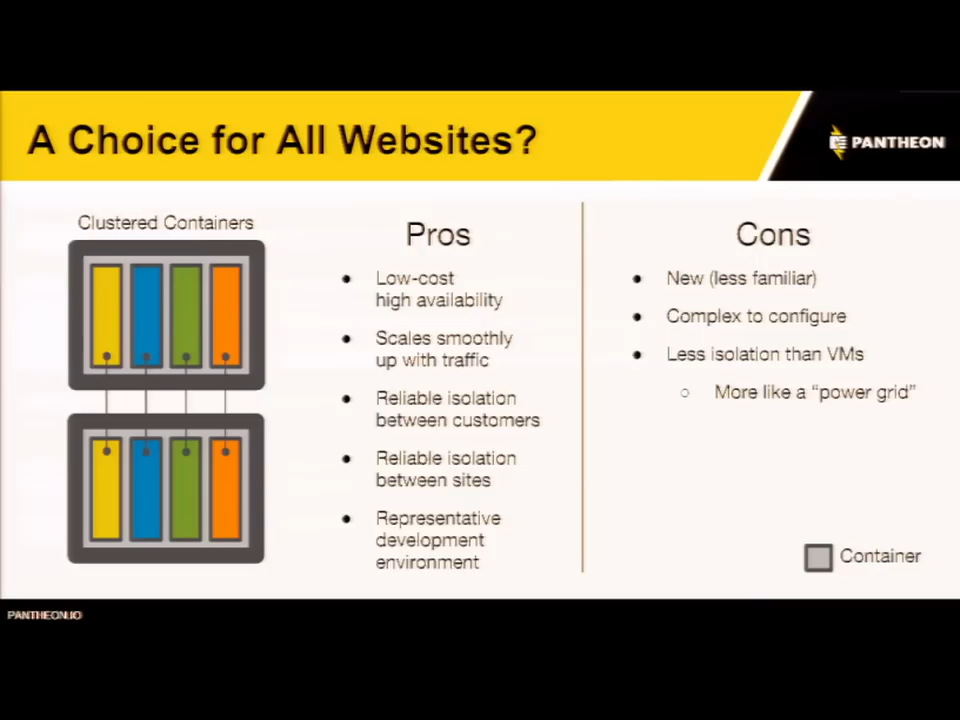 A Choice for All Websites?
PANTHEON
Clustered Containers
Pros
Low-cost
high availability
Scales smoothly
up with traffic
Reliable isolation
between customers
Reliable isolation
between sites
Representative
development
environment
Cons
New (less familiar)
Complex to configure
Less isolation than VMs
More like a “power grid”
Container
PANTHEON.IO